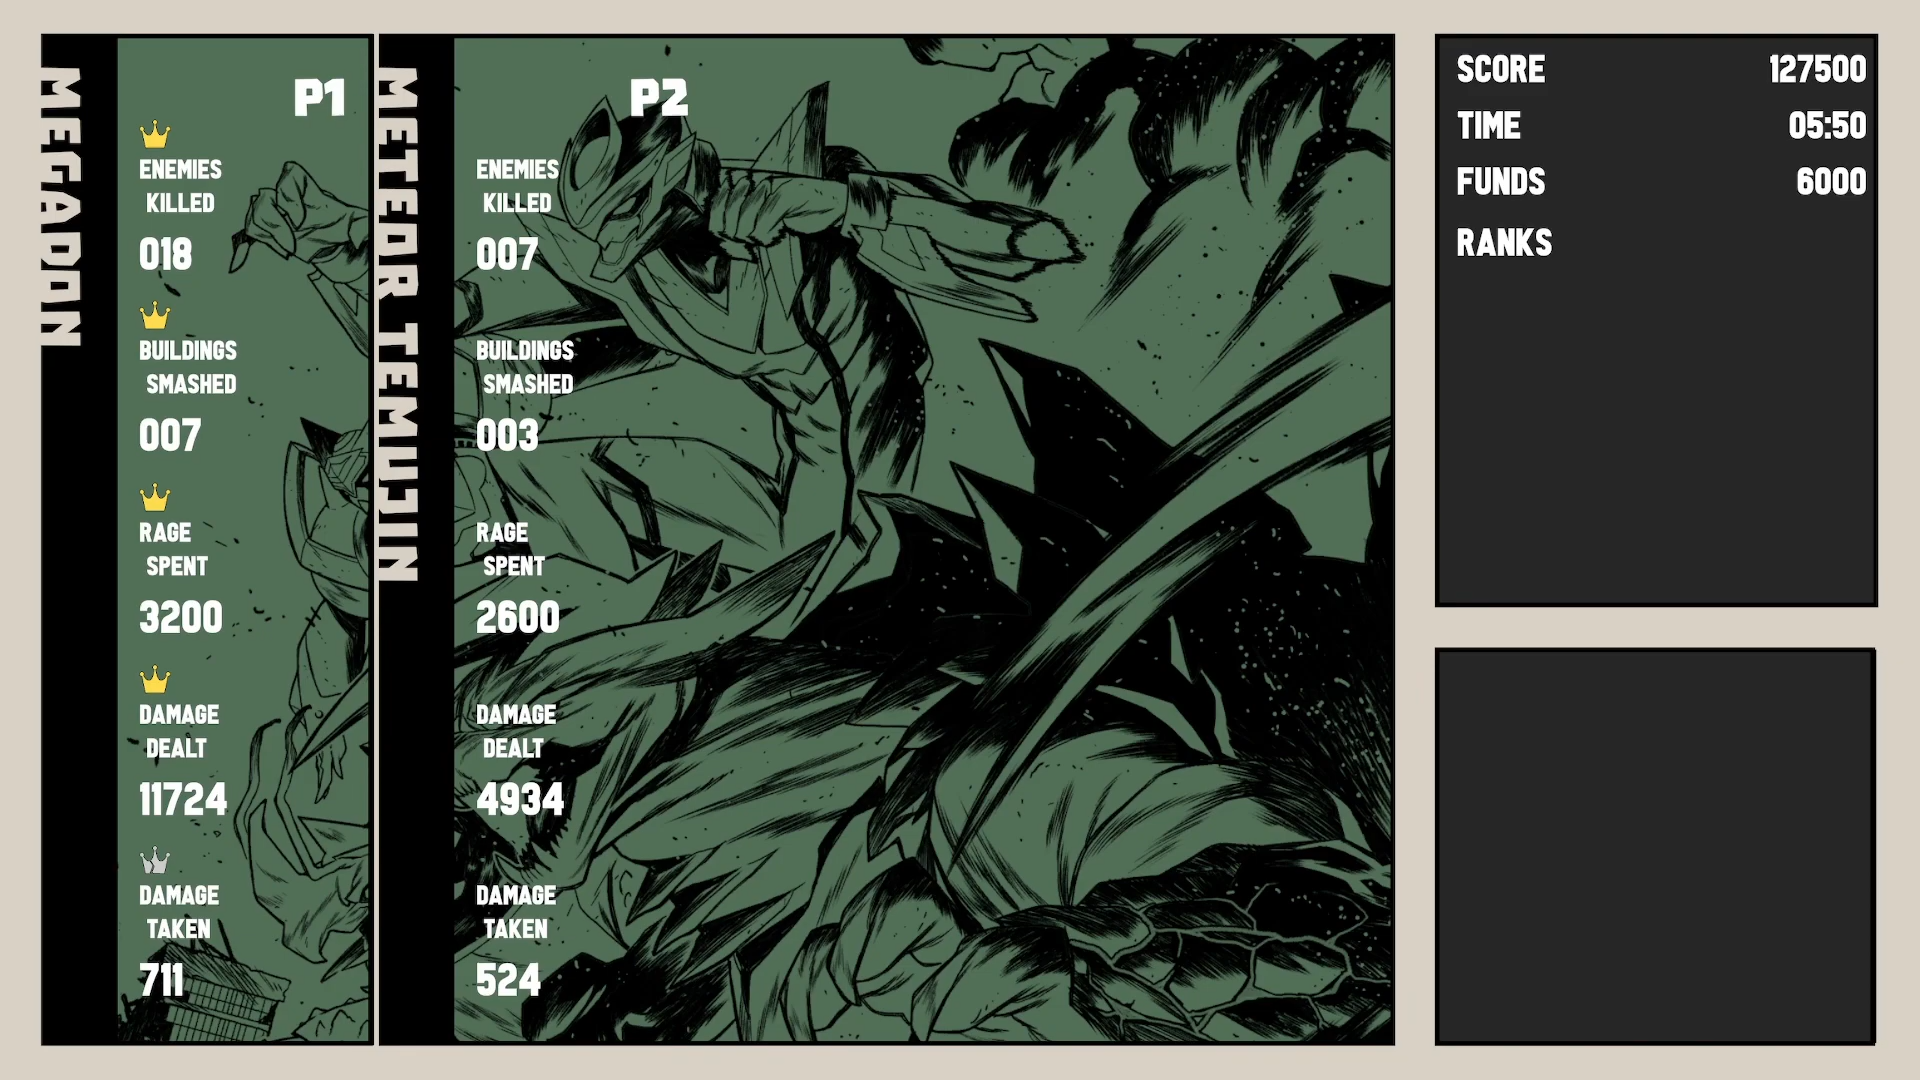 MEGADON
P1
ENEMIES
KILLED
018
BUILDINGS
SMASHED
007
RAGE
SPENT
3200
DAMAGE
DEALT
11724
DAMAGE
TAKEN
711
METEOR TEMUJIN
P2
ENEMIES
KILLED
007
BUILDINGS
SMASHED
003
RAGE
SPENT
2600
DAMAGE
DEALT
4934
DAMAGE
TAKEN
524
SCORE 127500
TIME 05:50
FUNDS 6000
RANKS